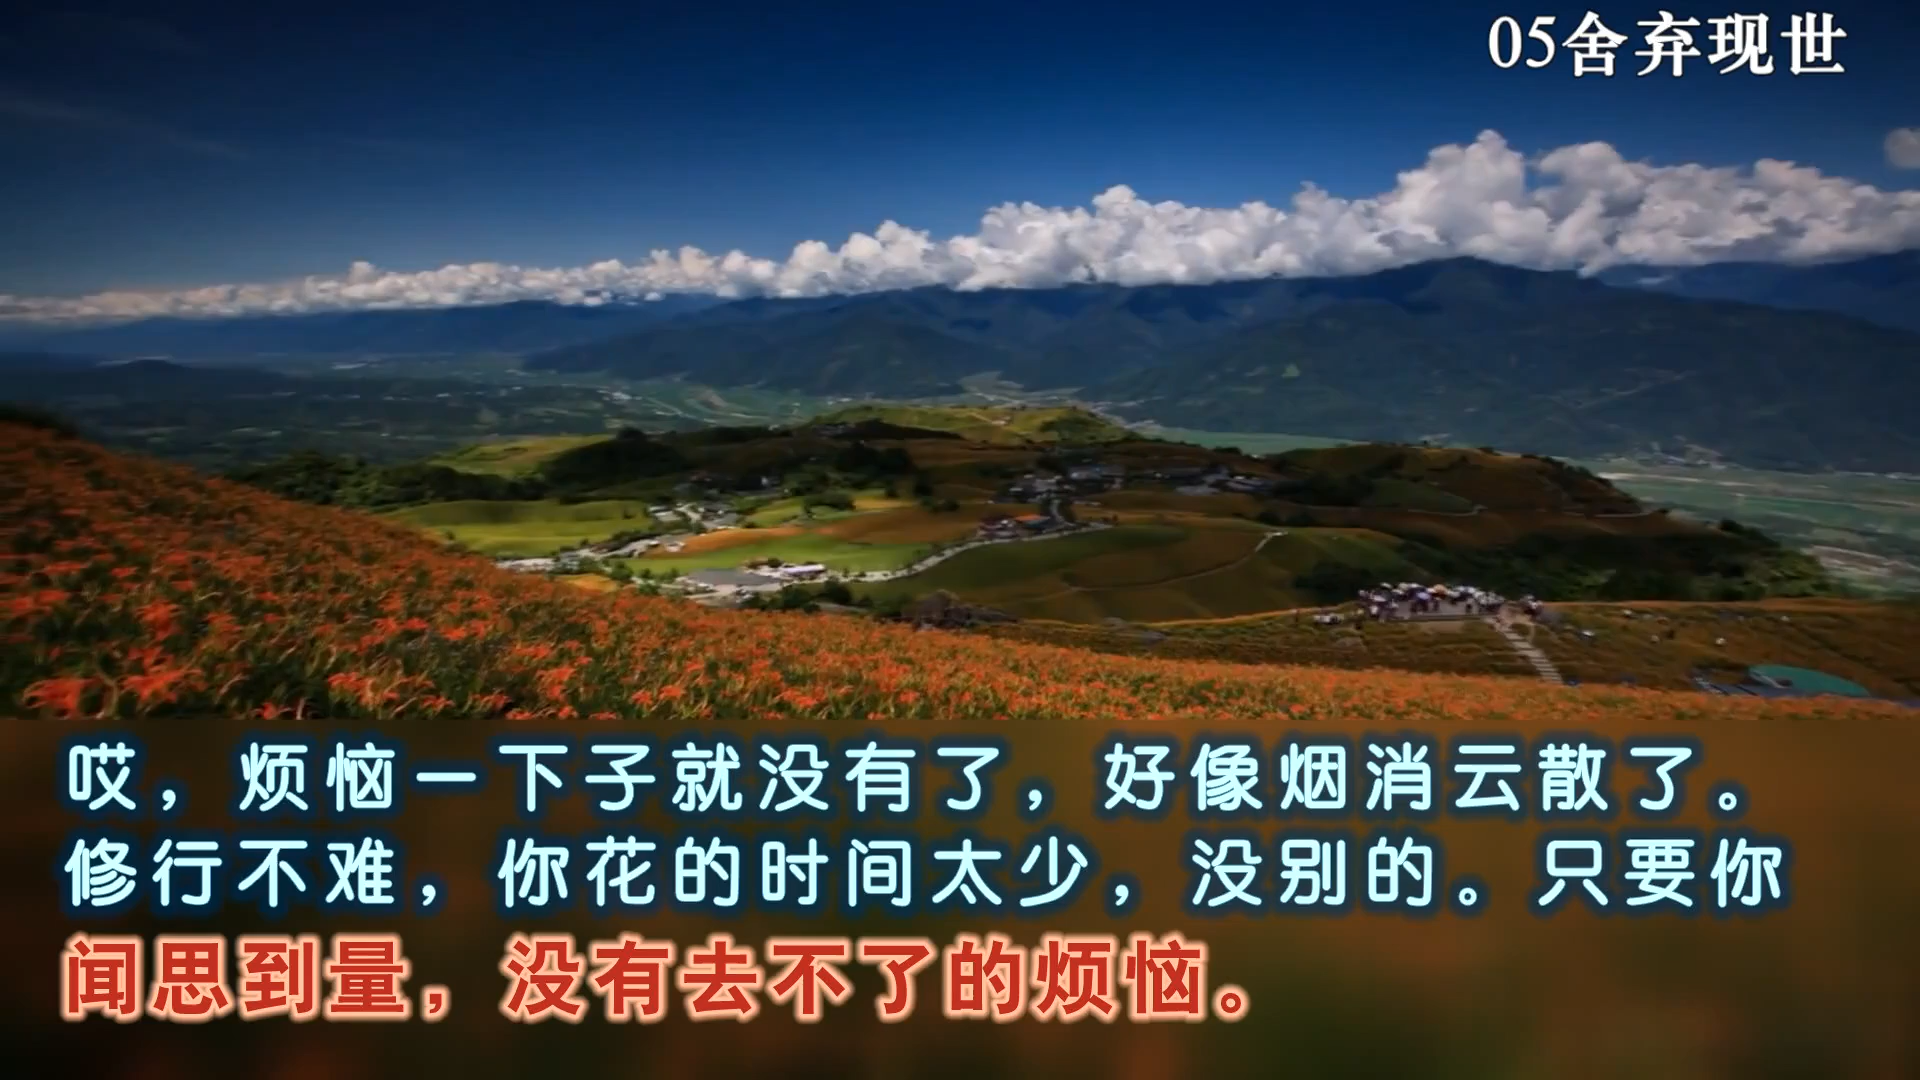 05舍弃现世
哎，烦恼一下子就没有了，好像烟消云散了。
修行不难，你花的时间太少，没别的。只要你
闻思到量，没有去不了的烦恼。